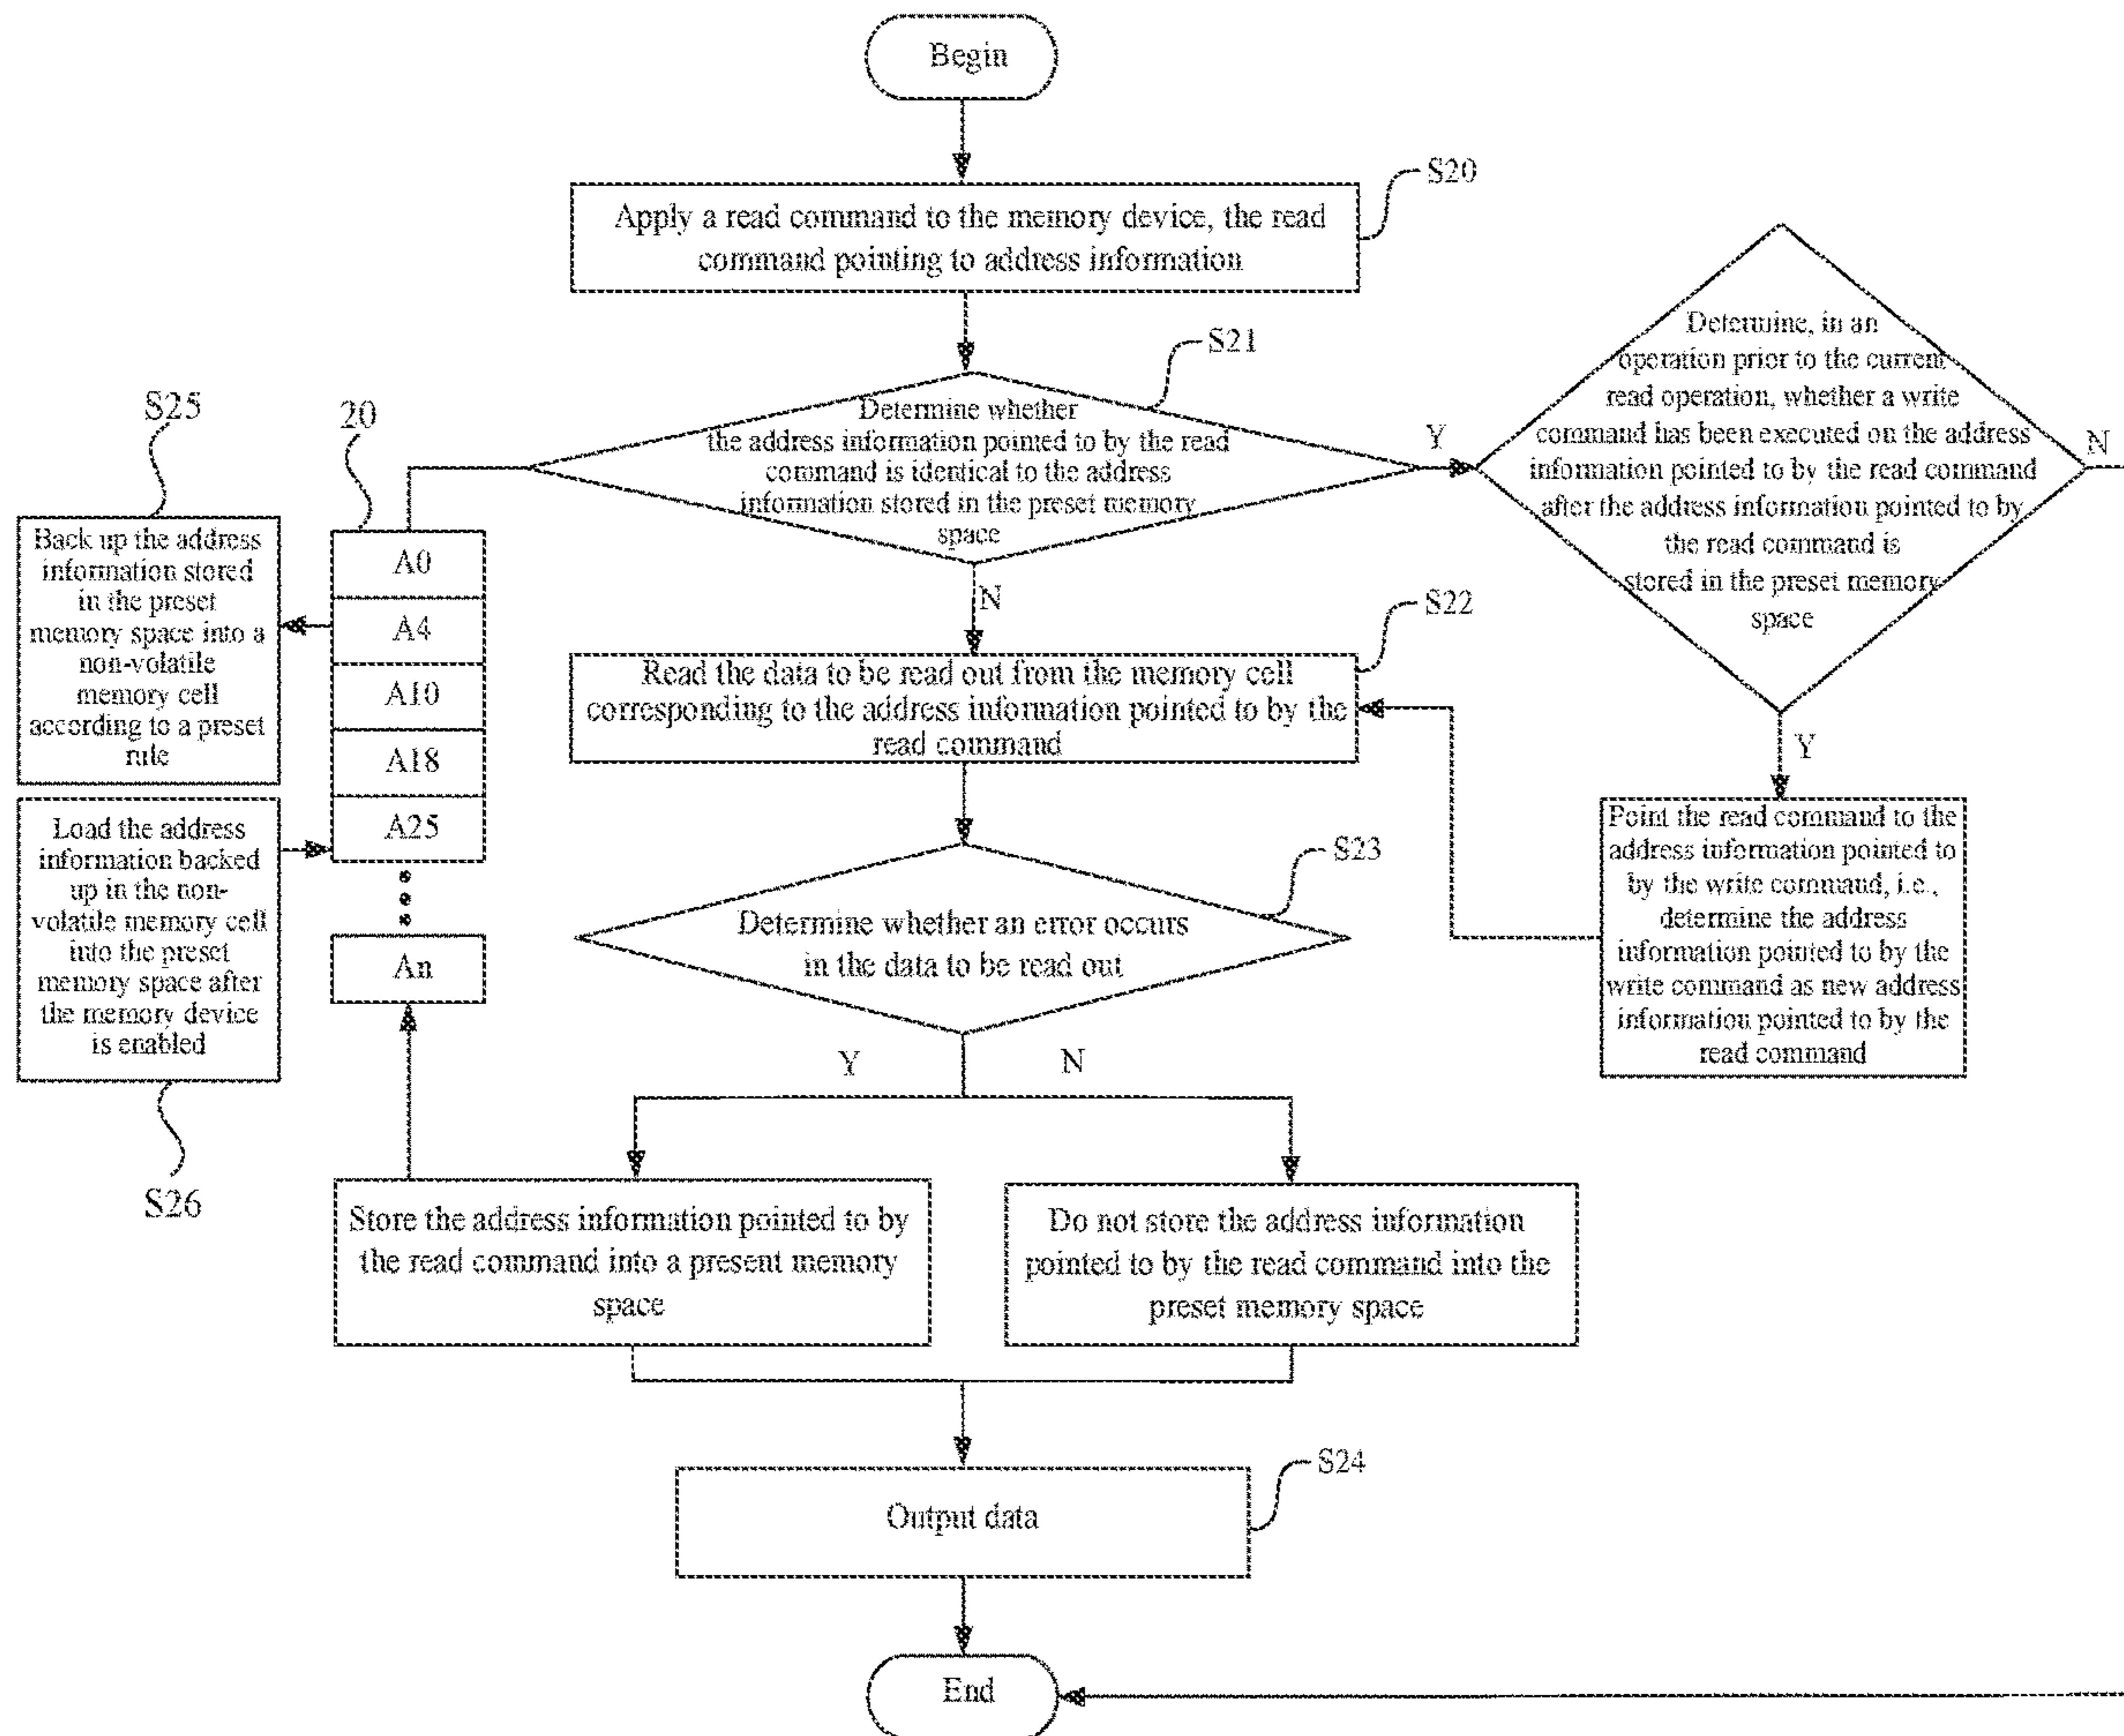 Begin
S20
Apply a read command to the memory device, the read
command pointing to address information
S21
Determine whether
the address information pointed to by the read
command is identical to the address
information stored in the preset memory
space
Y
N
Determine, in an
operation prior to the current
read operation, whether a write
command has been executed on the address
information pointed to by the read command
after the address information pointed to by
the read command is
stored in the preset memory
space
N
Y
S25
Back up the address
information stored
in the preset
memory space into a
non-volatile
memory cell
according to a preset
rule
20
A0
A4
A10
A18
A25
An
Load the address
information backed
up in the non-
volatile memory cell
into the preset
memory space after
the memory device
is enabled
S26
S22
Read the data to be read out from the memory cell
corresponding to the address information pointed to by the
read command
Point the read command to the
address information pointed to
by the write command, i.e.,
determine the address
information pointed to by the
write command as new address
information pointed to by the
read command
S23
Determine whether an error occurs
in the data to be read out
Y
N
Store the address information pointed to by
the read command into a present memory
space
Do not store the address information
pointed to by the read command into the
preset memory space
S24
Output data
End